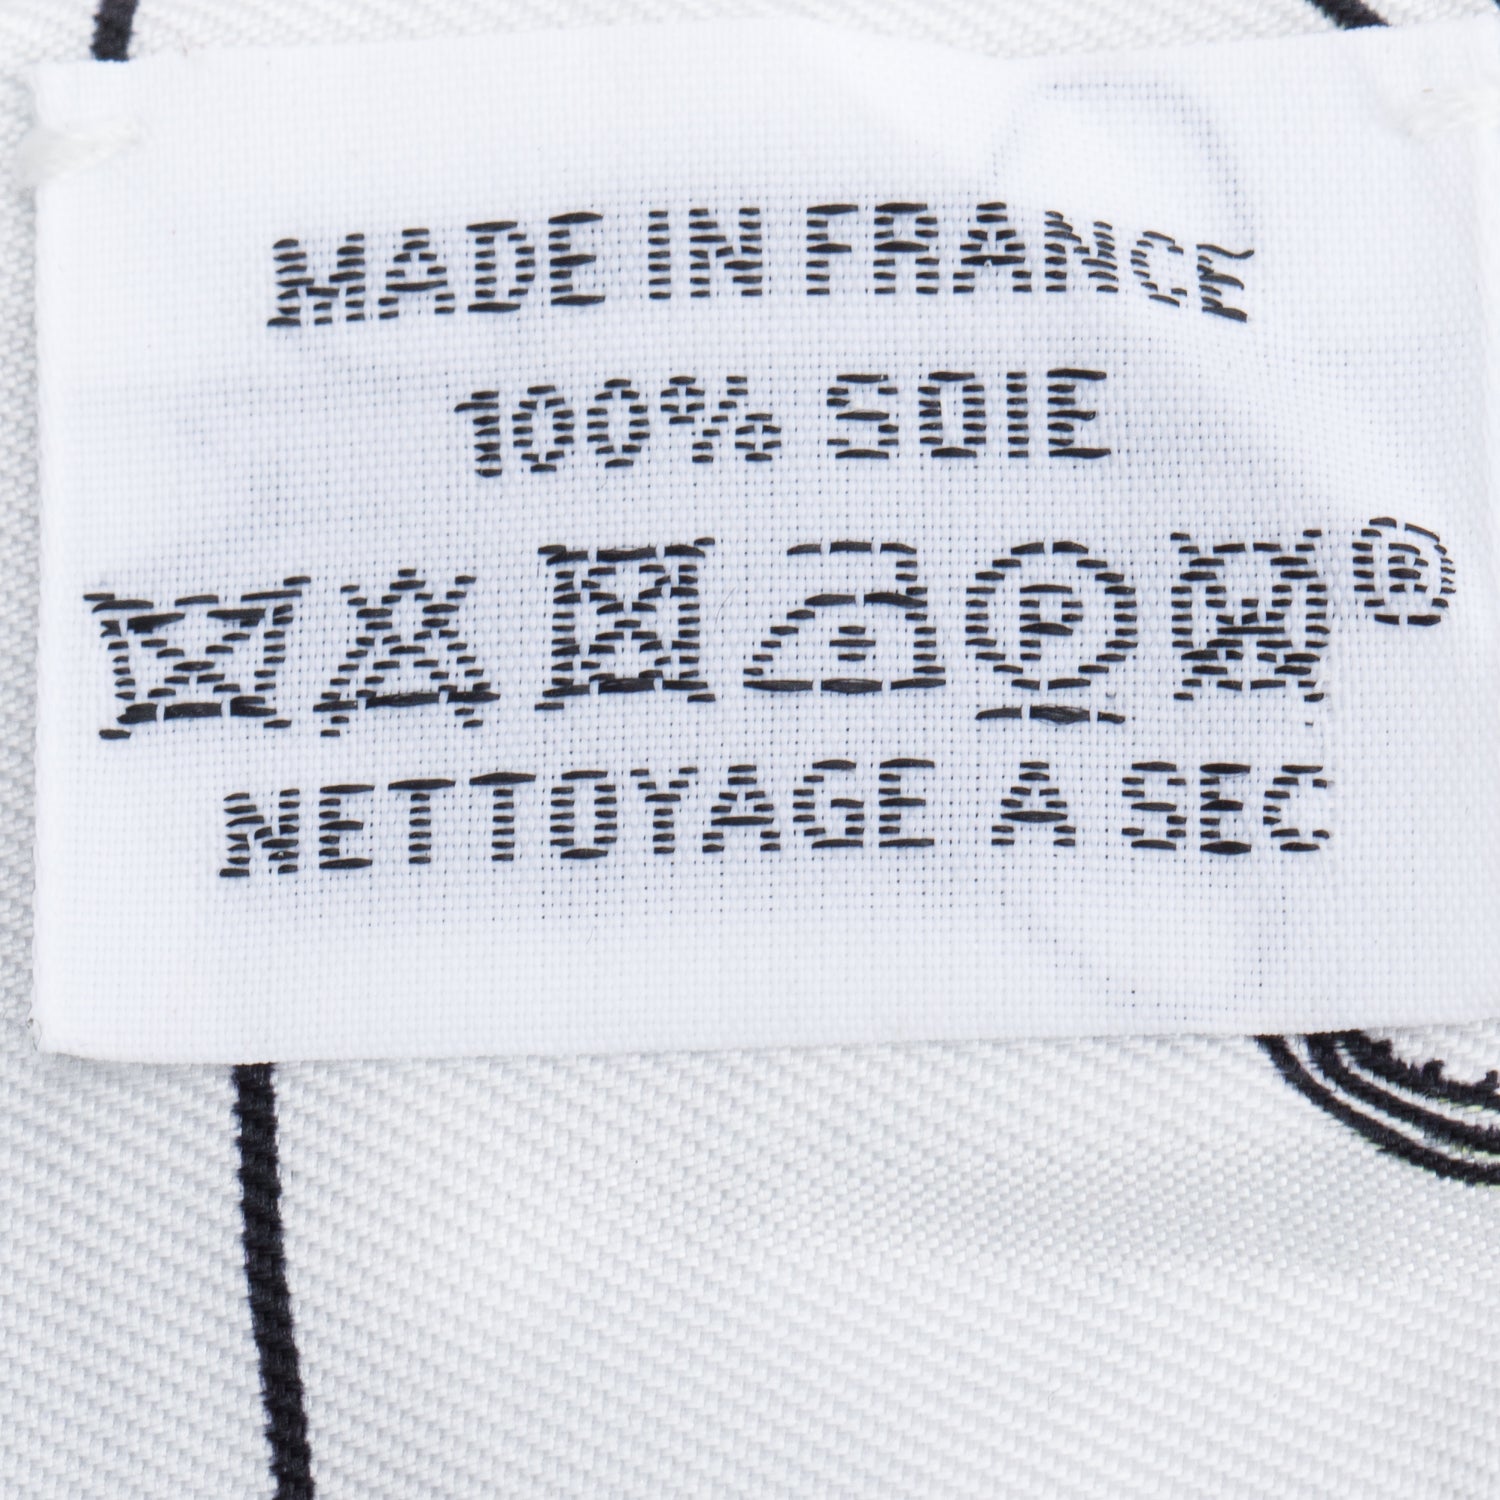 MADE IN FRANCE
100% SOIE
P ®
NETTOYAGE A SEC